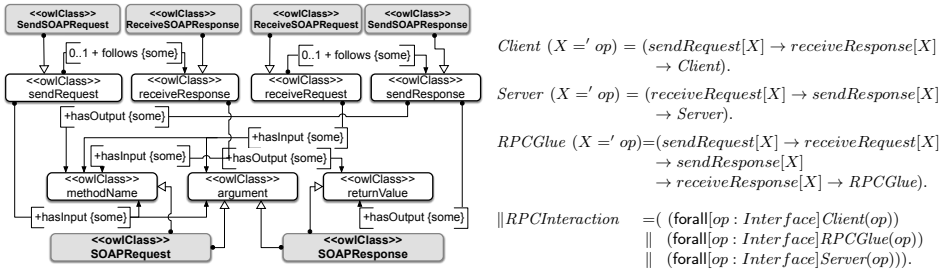 <<owlClass>> <<owlClass>> <<owlClass>> <<owlClass>>
SendSOAPRequest ReceiveSOAPResponse ReceiveSOAPRequest SendSOAPResponse
0..1 + follows {some} 0..1 + follows {some}
<<owlClass>> <<owlClass>> <<owlClass>> <<owlClass>>
sendRequest receiveResponse receiveRequest sendResponse
+hasOutput {some}
+hasInput {some}
+hasInput {some} +hasOutput {some}
<<owlClass>> <<owlClass>> <<owlClass>>
methodName argument returnValue
+hasInput {some} +hasOutput {some}
<<owlClass>> <<owlClass>>
SOAPRequest SOAPResponse
Client (X =' op) = (sendRequest[X] → receiveResponse[X]
→ Client).
Server (X =' op) = (receiveRequest[X] → sendResponse[X]
→ Server).
RPCGlue (X =' op)=(sendRequest[X] → receiveRequest[X]
→ sendResponse[X]
→ receiveResponse[X] → RPCGlue).
‖RPCInteraction =( (forall[op : Interface]Client(op))
‖ (forall[op : Interface]RPCGlue(op))
‖ (forall[op : Interface]Server(op))).